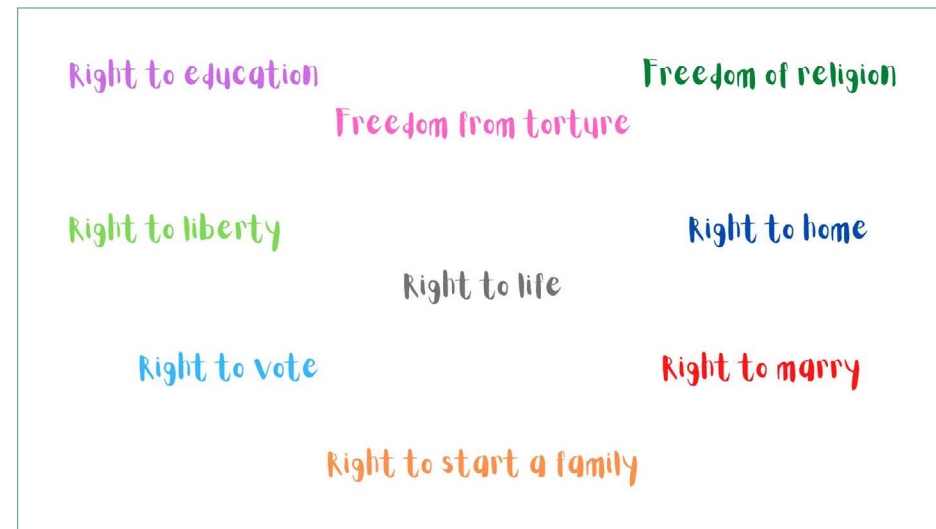 Right to education
Freedom of religion
Freedom from torture
Right to liberty
Right to home
Right to life
Right to vote
Right to marry
Right to start a family